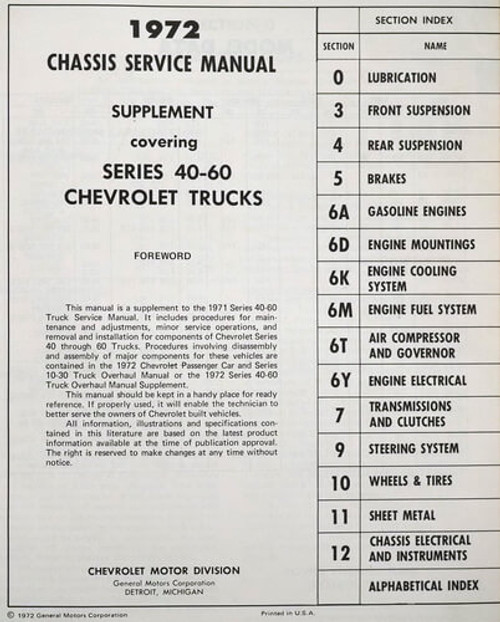 1972
CHASSIS SERVICE MANUAL
SUPPLEMENT
covering
SERIES 40-60
CHEVROLET TRUCKS
FOREWORD
This manual is a supplement to the 1971 Series 40-60
Truck Service Manual. It includes procedures for main-
tenance and adjustments, minor service operations, and
removal and installation for components of Chevrolet Series
40 through 60 Trucks. Procedures involving disassembly
and assembly of major components for these vehicles are
contained in the 1972 Chevrolet Passenger Car and Series
10-30 Truck Overhaul Manual or the 1972 Series 40-60
Truck Overhaul Manual Supplement.
This manual should be kept in a handy place for ready
reference. If properly used, it will enable the technician to
better serve the owners of Chevrolet built vehicles.
All information, illustrations and specifications con-
tained in this literature are based on the latest product
information available at the time of publication approval.
The right is reserved to make changes at any time without
notice.
CHEVROLET MOTOR DIVISION
General Motors Corporation
DETROIT, MICHIGAN
SECTION INDEX
SECTION NAME
0 LUBRICATION
3 FRONT SUSPENSION
4 REAR SUSPENSION
5 BRAKES
6A GASOLINE ENGINES
6D ENGINE MOUNTINGS
6K ENGINE COOLING
SYSTEM
6M ENGINE FUEL SYSTEM
6T AIR COMPRESSOR
AND GOVERNOR
6Y ENGINE ELECTRICAL
7 TRANSMISSIONS
AND CLUTCHES
9 STEERING SYSTEM
10 WHEELS & TIRES
11 SHEET METAL
12 CHASSIS ELECTRICAL
AND INSTRUMENTS
ALPHABETICAL INDEX
© 1972 General Motors Corporation
Printed in U.S.A.